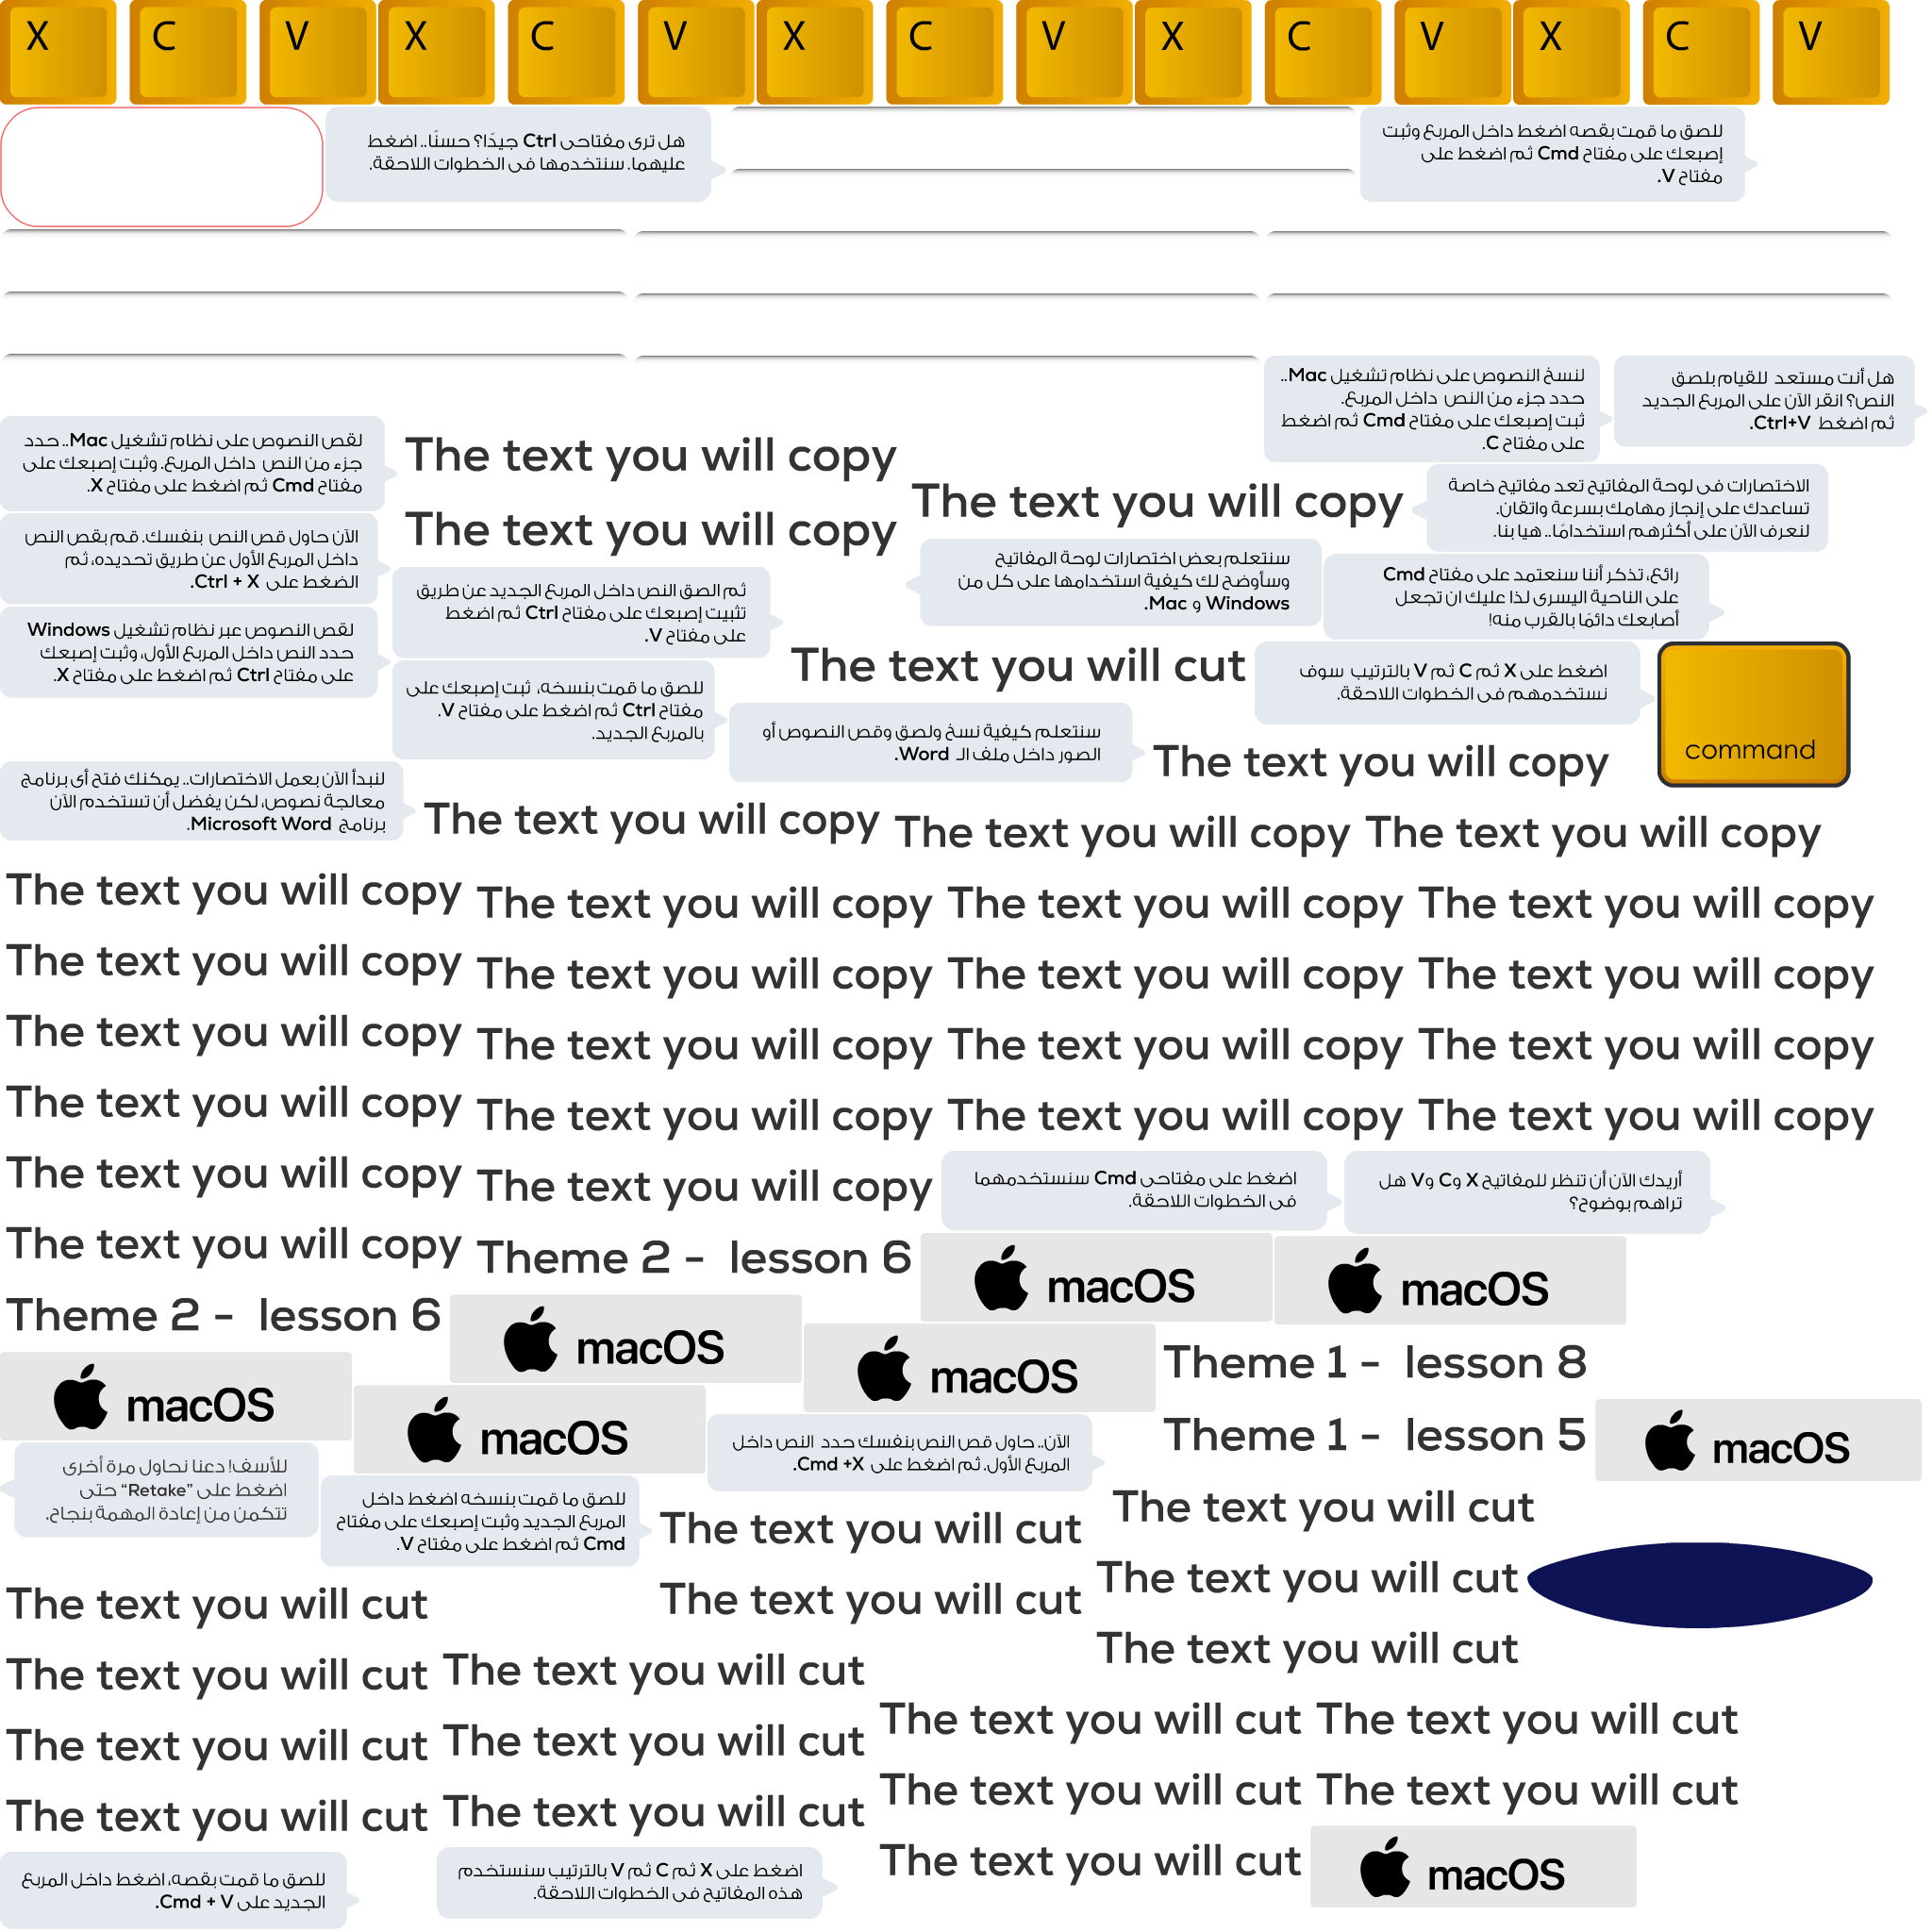 X C V X C V X C V X C V X C V
هل ترى مفتاحى Ctrl جيدًا؟ حسنًا.. اضغط
عليهما. سنتخدمها فى الخطوات اللاحقة.
للصق ما قمت بقصه اضغط داخل المربع وثبت
إصبعك على مفتاح Cmd ثم اضغط على
مفتاح V.
لنسخ النصوص على نظام تشغيل Mac..
حدد جزء من النص داخل المربع.
ثبت إصبعك على مفتاح Cmd ثم اضغط
على مفتاح C.
هل أنت مستعد للقيام بلصق
النص؟ انقر الآن على المربع الجديد
ثم اضغط Ctrl+V.
لقص النصوص على نظام تشغيل Mac.. حدد
جزء من النص داخل المربع. وثبت إصبعك على
مفتاح Cmd ثم اضغط على مفتاح X.
The text you will copy
The text you will copy
الاختصارات فى لوحة المفاتيح تعد مفاتيح خاصة
تساعدك على إنجاز مهامك بسرعة واتقان.
لنعرف الآن على أكثرهم استخدامًا.. هيا بنا.
الآن حاول قص النص بنفسك. قم بقص النص
داخل المربع الأول عن طريق تحديده، ثم
الضغط على Ctrl + X.
The text you will copy
سنتعلم بعض اختصارات لوحة المفاتيح
وسأوضح لك كيفية استخدامها على كل من
Windows و Mac.
رائع، تذكر أننا سنعتمد على مفتاح Cmd
على الناحية اليسرى لذا عليك ان تجعل
أصابعك دائمًا بالقرب منه!
ثم الصق النص داخل المربع الجديد عن طريق
تثبيت إصبعك على مفتاح Ctrl ثم اضغط
على مفتاح V.
لقص النصوص عبر نظام تشغيل Windows
حدد النص داخل المربع الأول، وثبت إصبعك
على مفتاح Ctrl ثم اضغط على مفتاح X.
The text you will cut
اضغط على X ثم C ثم V بالترتيب سوف
نستخدمهم فى الخطوات اللاحقة.
للصق ما قمت بنسخه، ثبت إصبعك على
مفتاح Ctrl ثم اضغط على مفتاح V.
بالمربع الجديد.
سنتعلم كيفية نسخ ولصق وقص النصوص أو
الصور داخل ملف الـ Word.
The text you will copy
command
لنبدأ الآن بعمل الاختصارات.. يمكنك فتح أى برنامج
معالجة نصوص، لكن يفضل أن تستخدم الآن
برنامج Microsoft Word.
The text you will copy The text you will copy The text you will copy
The text you will copy The text you will copy The text you will copy The text you will copy
The text you will copy The text you will copy The text you will copy The text you will copy
The text you will copy The text you will copy The text you will copy The text you will copy
The text you will copy The text you will copy The text you will copy The text you will copy
The text you will copy The text you will copy
اضغط على مفتاحى Cmd سنستخدمهما
فى الخطوات اللاحقة.
أريدك الآن أن تنظر للمفاتيح X وC وV هل
تراهم بوضوح؟
The text you will copy Theme 2 - lesson 6 macOS macOS
Theme 2 - lesson 6 macOS macOS Theme 1 - lesson 8
macOS macOS
Theme 1 - lesson 5 macOS
الآن.. حاول قص النص بنفسك حدد النص داخل
المربع الأول. ثم اضغط على Cmd +X.
للأسف! دعنا نحاول مرة أخرى
اضغط على "Retake" حتى
تتكمن من إعادة المهمة بنجاح.
للصق ما قمت بنسخه اضغط داخل
المربع الجديد وثبت إصبعك على مفتاح
Cmd ثم اضغط على مفتاح V.
The text you will cut The text you will cut
The text you will cut The text you will cut The text you will cut
The text you will cut
The text you will cut The text you will cut
The text you will cut The text you will cut
The text you will cut The text you will cut
The text you will cut The text you will cut
The text you will cut The text you will cut
The text you will cut macOS
للصق ما قمت بقصه، اضغط داخل المربع
الجديد على Cmd + V.
اضغط على X ثم C ثم V بالترتيب سنستخدم
هذه المفاتيح فى الخطوات اللاحقة.